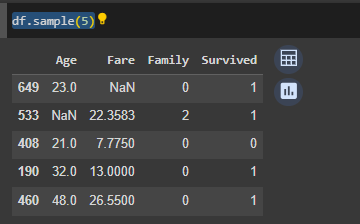 df.sample(5)
Age Fare Family Survived
649 23.0 NaN 0 1
533 NaN 22.3583 2 1
408 21.0 7.7750 0 0
190 32.0 13.0000 0 1
460 48.0 26.5500 0 1